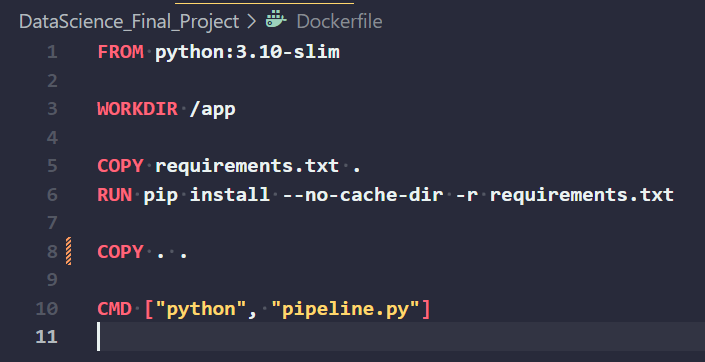 DataScience_Final_Project > Dockerfile
1 FROM python:3.10-slim
2
3 WORKDIR /app
4
5 COPY requirements.txt .
6 RUN pip install --no-cache-dir -r requirements.txt
7
8 COPY . .
9
10 CMD ["python", "pipeline.py"]
11